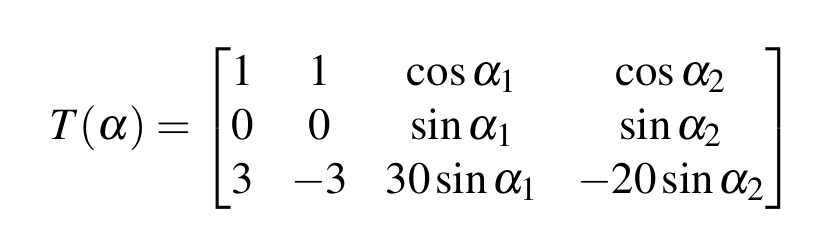 T(α) = [1 1 cos α₁ cos α₂
0 0 sin α₁ sin α₂
3 −3 30 sin α₁ −20 sin α₂]